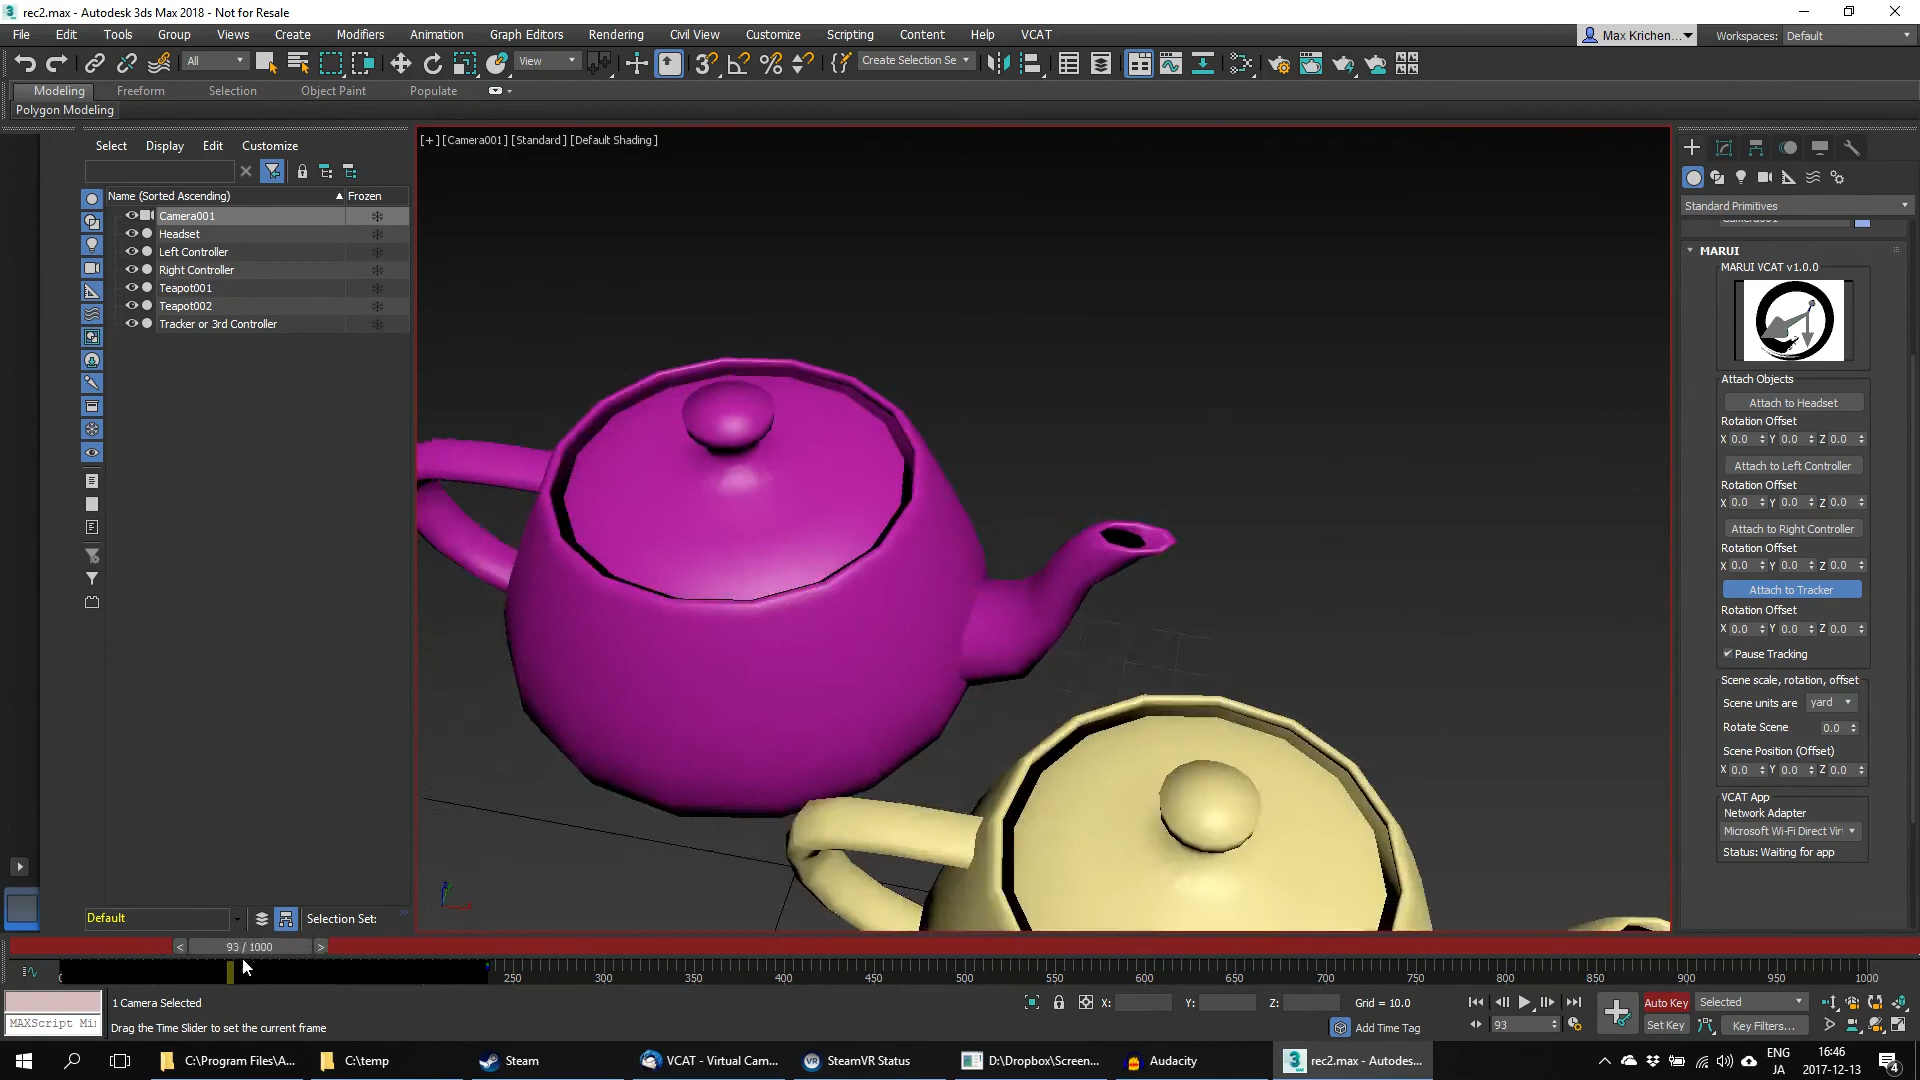 rec2.max - Autodesk 3ds Max 2018 - Not for Resale
File Edit Tools Group Views Create Modifiers Animation Graph Editors Rendering Civil View Customize Scripting Content Help VCAT
Max Krichen... Workspaces: Default
All View Create Selection Se
Modeling Freeform Selection Object Paint Populate
Polygon Modeling
Select Display Edit Customize
[+] [Camera001] [Standard] [Default Shading]
Name (Sorted Ascending) Frozen
Camera001
Headset
Left Controller
Right Controller
Teapot001
Teapot002
Tracker or 3rd Controller
Standard Primitives
MARUI
MARUI VCAT v1.0.0
Attach Objects
Attach to Headset
Rotation Offset
X 0.0 Y 0.0 Z 0.0
Attach to Left Controller
Rotation Offset
X 0.0 Y 0.0 Z 0.0
Attach to Right Controller
Rotation Offset
X 0.0 Y 0.0 Z 0.0
Attach to Tracker
Rotation Offset
X 0.0 Y 0.0 Z 0.0
Pause Tracking
Scene scale, rotation, offset
Scene units are yard
Rotate Scene 0.0
Scene Position (Offset)
X 0.0 Y 0.0 Z 0.0
VCAT App
Network Adapter
Microsoft Wi-Fi Direct Vir
Status: Waiting for app
Default Selection Set:
< 93 / 1000 >
250 300 350 400 450 500 550 600 650 700 750 800 850 900 950 1000
1 Camera Selected X: Y: Z: Grid = 10.0 Auto Key Selected
MAXScript Mi Drag the Time Slider to set the current frame Add Time Tag 93 Set Key Key Filters...
C:\Program Files\A... C:\temp Steam VCAT - Virtual Cam... SteamVR Status D:\Dropbox\Screen... Audacity rec2.max - Autodes... ENG 16:46
JA 2017-12-13 4